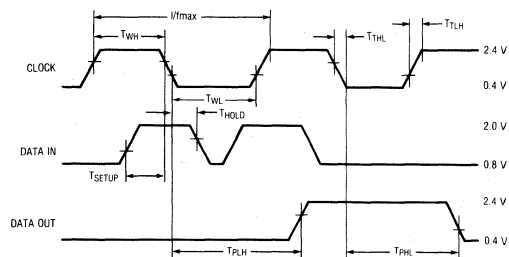 l/fmax
TWH
TTHL
TTLH
CLOCK
2.4 V
0.4 V
TWL
THOLD
DATA IN
2.0 V
0.8 V
TSETUP
DATA OUT
2.4 V
0.4 V
TPLH
TPHL